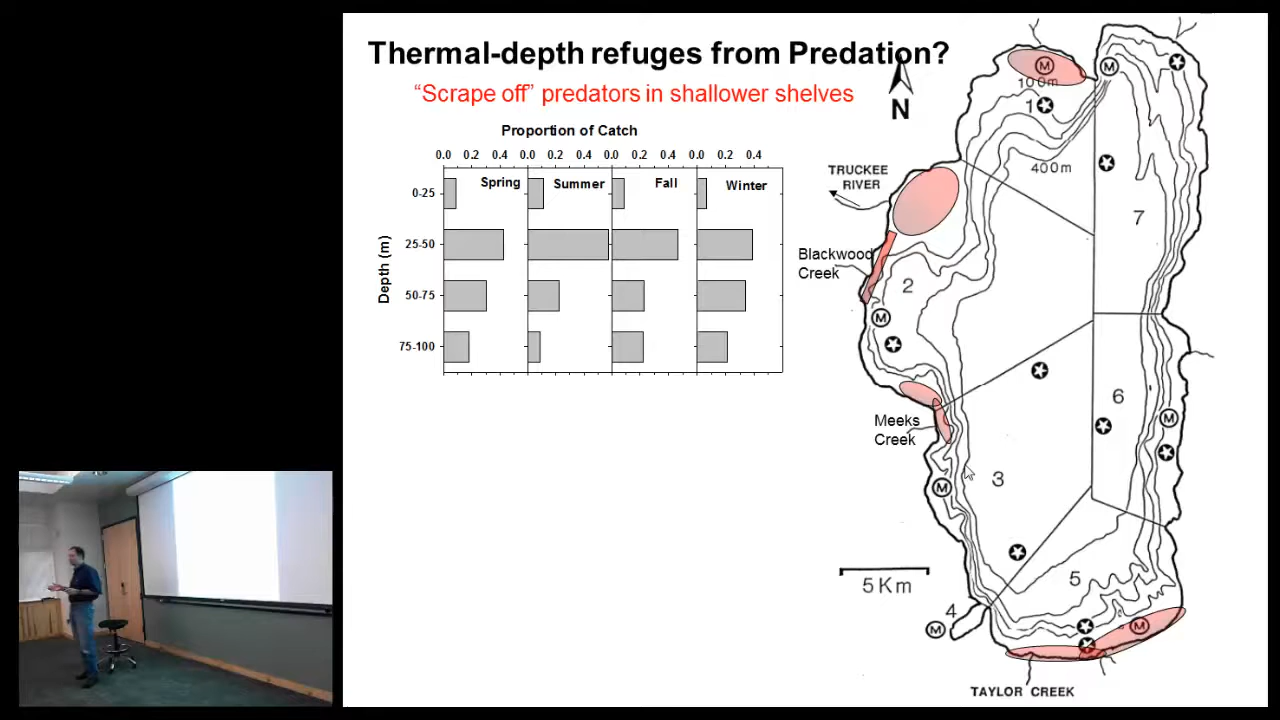 Thermal-depth refuges from Predation?
“Scrape off” predators in shallower shelves
Proportion of Catch
0.0 0.2 0.4 0.0 0.2 0.4 0.0 0.2 0.4 0.0 0.2 0.4
Spring Summer Fall Winter
Depth (m)
0-25
25-50
50-75
75-100
N
M
M
100m
1
400m
TRUCKEE
RIVER
7
Blackwood
Creek
2
M
6
Meeks
Creek
M
3
M
5 Km
5
4
M
M
TAYLOR CREEK